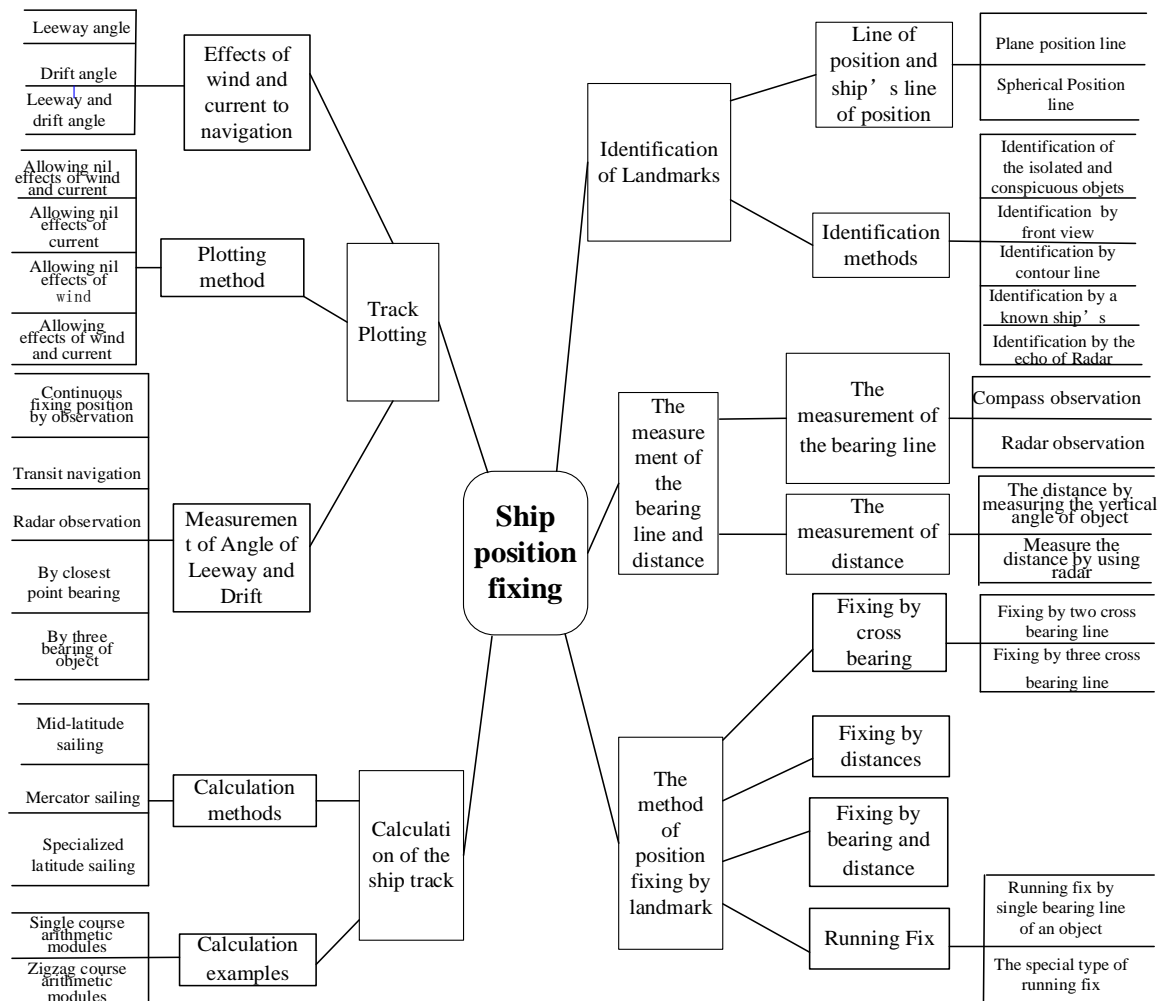 Leeway angle
Drift angle
Leeway and
drift angle
Effects of
wind and
current to
navigation
Allowing nil
effects of wind
and current
Allowing nil
effects of
current
Allowing nil
effects of
wind
Allowing
effects of wind
and current
Plotting
method
Track
Plotting
Continuous
fixing position
by observation
Transit navigation
Radar observation
By closest
point bearing
By three
bearing of
object
Measuremen
t of Angle of
Leeway and
Drift
Ship
position
fixing
Mid-latitude
sailing
Mercator sailing
Specialized
latitude sailing
Calculation
methods
Calculati
on of the
ship track
Single course
arithmetic
modules
Zigzag course
arithmetic
modules
Calculation
examples
Identification
of Landmarks
Line of
position and
ship’s line
of position
Plane position line
Spherical Position
line
Identification
methods
Identification of
the isolated and
conspicuous objets
Identification by
front view
Identification by
contour line
Identification by a
known ship’s
Identification by the
echo of Radar
The
measure
ment of
the
bearing
line and
distance
The
measurement of
the bearing line
Compass observation
Radar observation
The
measurement of
distance
The distance by
measuring the vertical
angle of object
Measure the
distance by using
radar
The
method
of
position
fixing by
landmark
Fixing by
cross
bearing
Fixing by two cross
bearing line
Fixing by three cross
bearing line
Fixing by
distances
Fixing by
bearing and
distance
Running Fix
Running fix by
single bearing line
of an object
The special type of
running fix